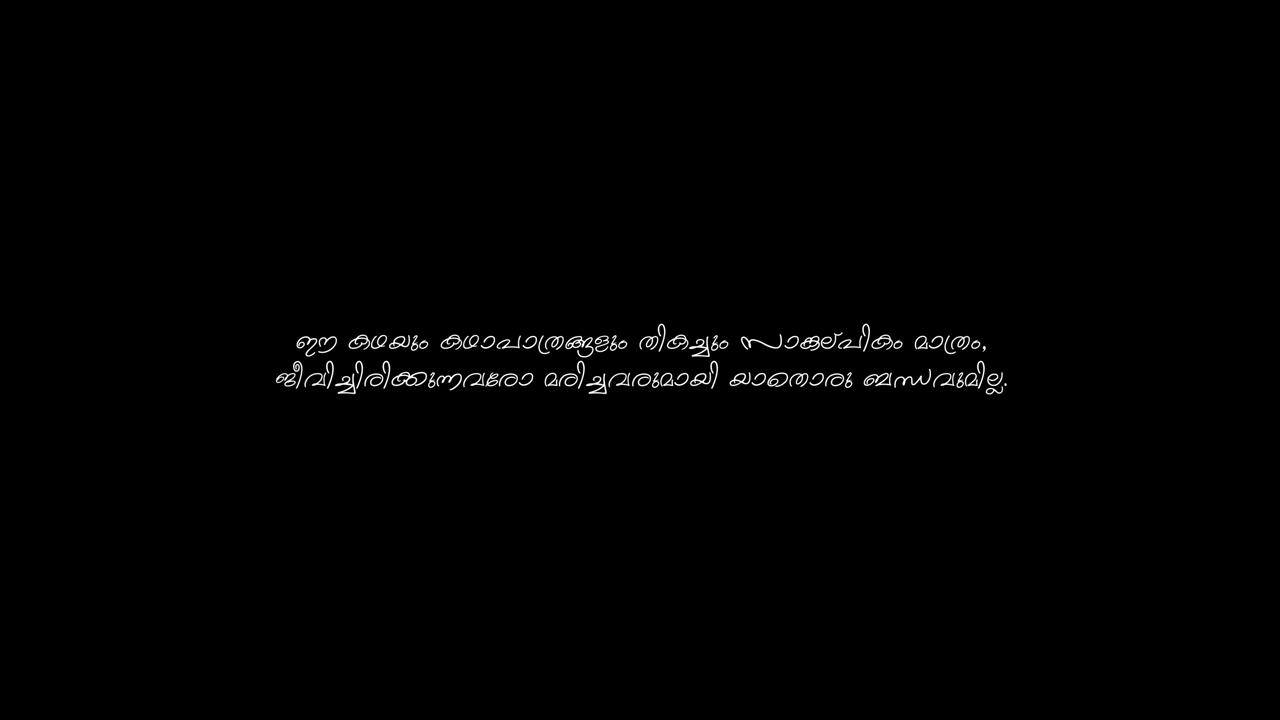 ഈ കഥയും കഥാപാത്രങ്ങളും തികച്ചും സാങ്കല്പികം മാത്രം,
ജീവിച്ചിരിക്കുന്നവരോ മരിച്ചവരുമായി യാതൊരു ബന്ധവുമില്ല.